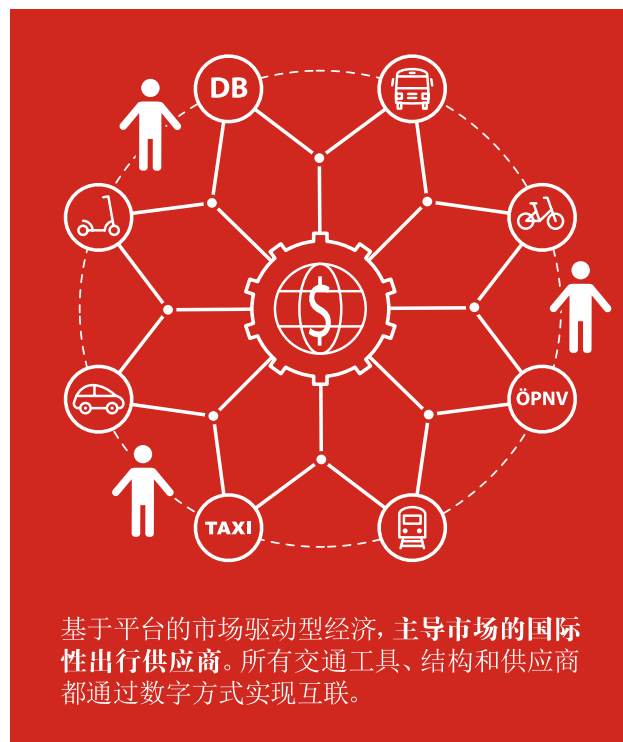 DB
ÖPNV
TAXI
$
基于平台的市场驱动型经济，主导市场的国际
性出行供应商。所有交通工具、结构和供应商
都通过数字方式实现互联。